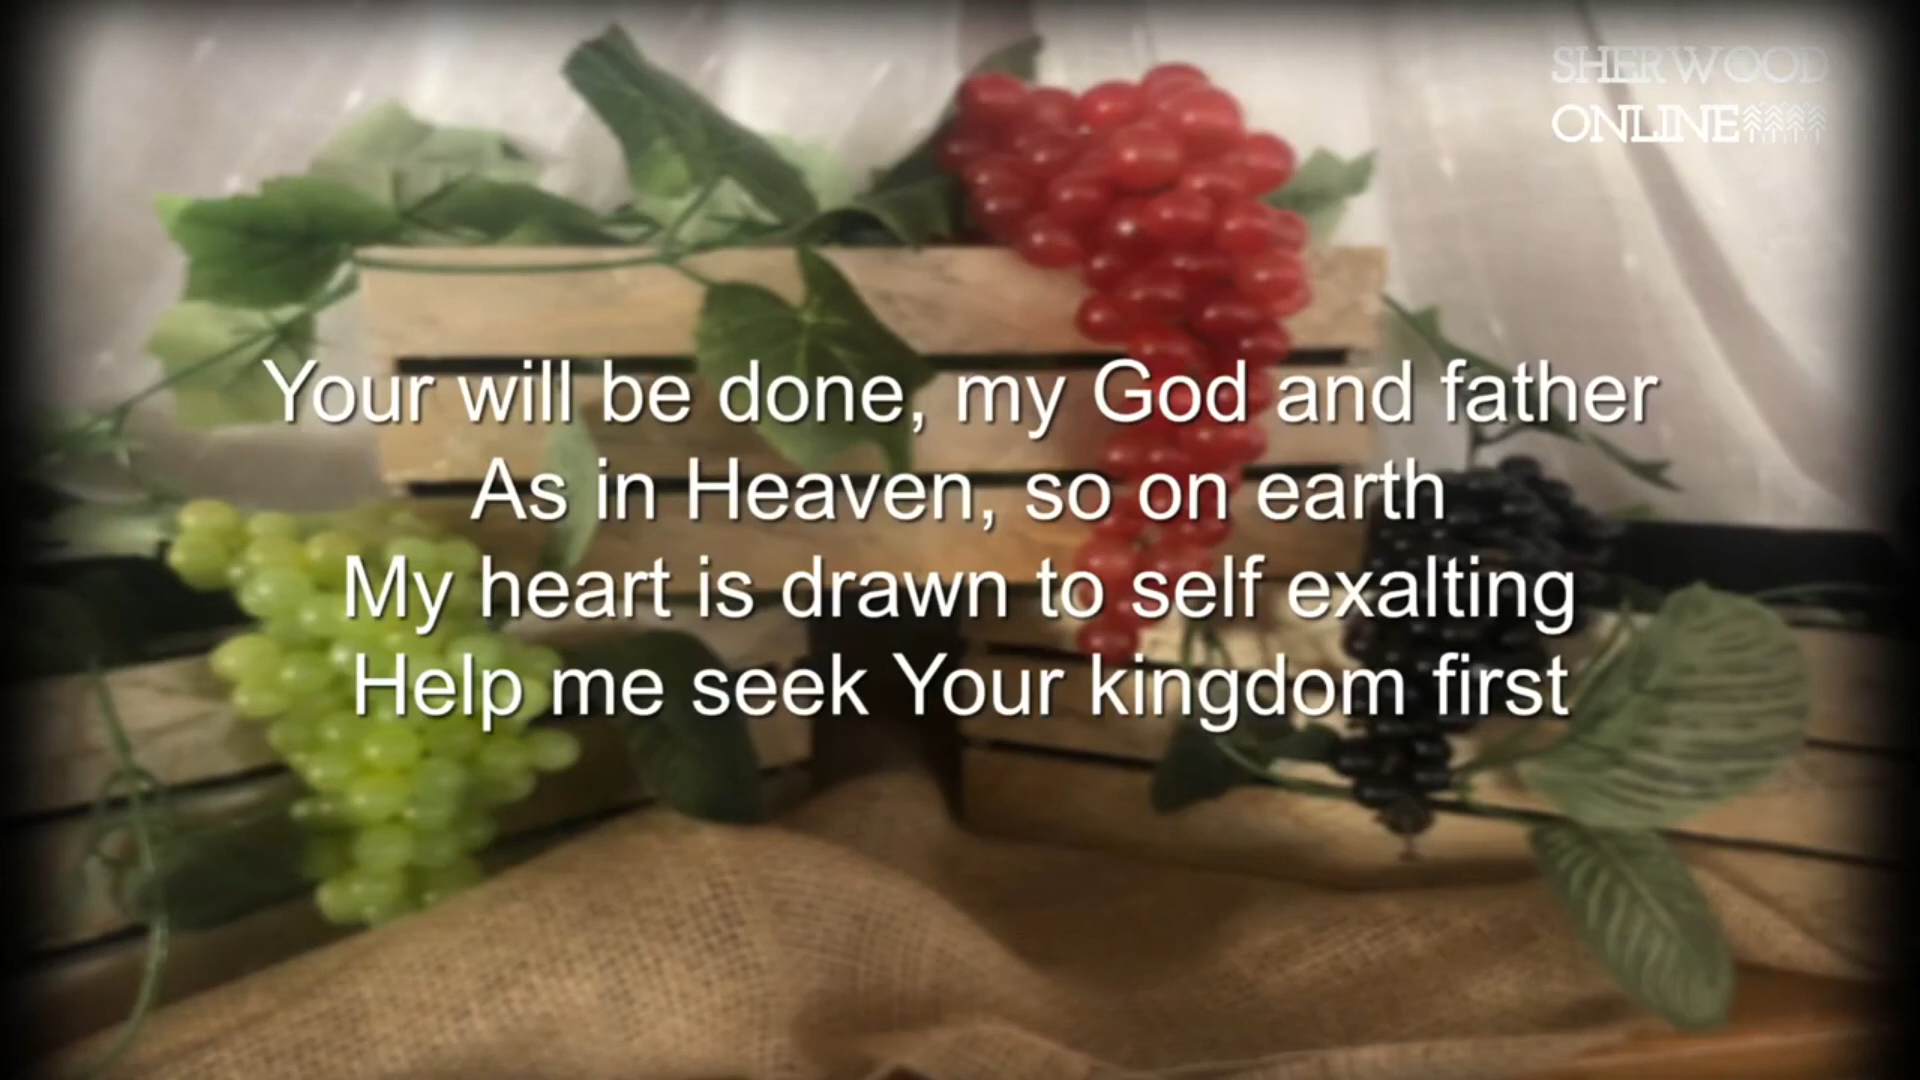 SHERWOOD
ONLINE
Your will be done, my God and father
As in Heaven, so on earth
My heart is drawn to self exalting
Help me seek Your kingdom first